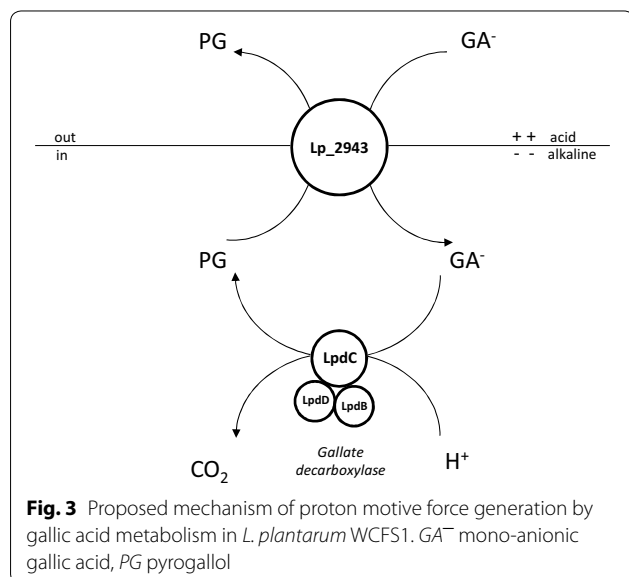 PG GA⁻
out Lp_2943 + + acid
in - - alkaline
PG GA⁻
LpdC
LpdD LpdB
Gallate
decarboxylase
CO₂ H⁺
Fig. 3 Proposed mechanism of proton motive force generation by
gallic acid metabolism in L. plantarum WCFS1. GA⁻ mono-anionic
gallic acid, PG pyrogallol